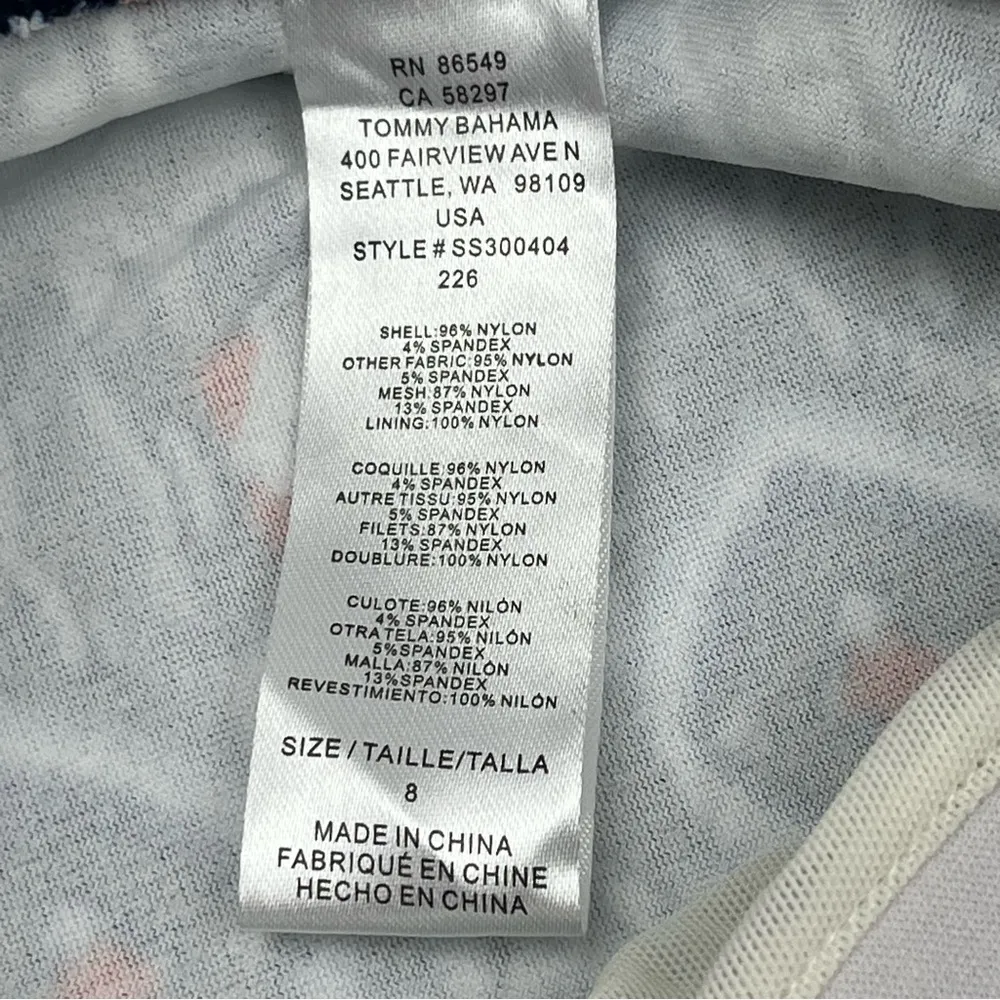 RN 86549
CA 58297
TOMMY BAHAMA
400 FAIRVIEW AVE N
SEATTLE, WA 98109
USA
STYLE # SS300404
226
SHELL:96% NYLON
4% SPANDEX
OTHER FABRIC:95% NYLON
5% SPANDEX
MESH:87% NYLON
13% SPANDEX
LINING:100% NYLON
COQUILLE:96% NYLON
4% SPANDEX
AUTRE TISSU:95% NYLON
5% SPANDEX
FILETS:87% NYLON
13% SPANDEX
DOUBLURE:100% NYLON
CULOTE:96% NILÓN
4% SPANDEX
OTRA TELA:95% NILÓN
5%SPANDEX
MALLA:87% NILÓN
13%SPANDEX
REVESTIMIENTO:100% NILÓN
SIZE / TAILLE/TALLA
8
MADE IN CHINA
FABRIQUÉ EN CHINE
HECHO EN CHINA